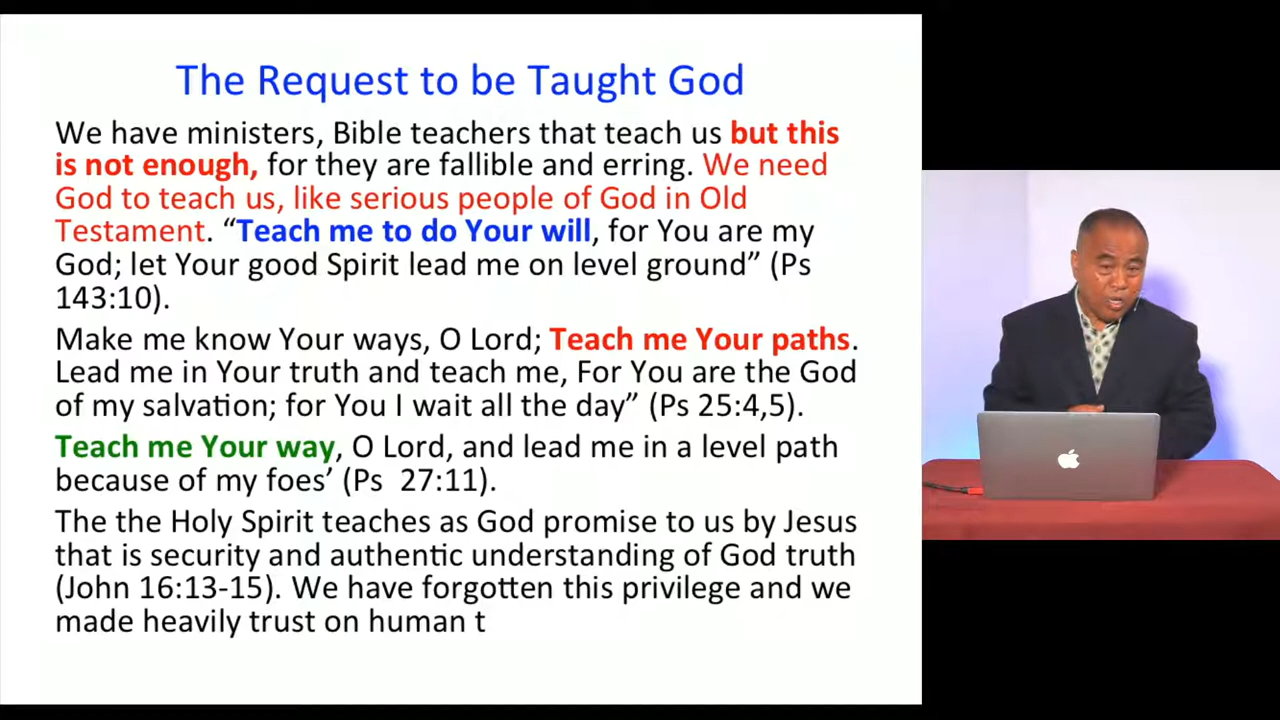 The Request to be Taught God
We have ministers, Bible teachers that teach us but this
is not enough, for they are fallible and erring. We need
God to teach us, like serious people of God in Old
Testament. “Teach me to do Your will, for You are my
God; let Your good Spirit lead me on level ground” (Ps
143:10).
Make me know Your ways, O Lord; Teach me Your paths.
Lead me in Your truth and teach me, For You are the God
of my salvation; for You I wait all the day” (Ps 25:4,5).
Teach me Your way, O Lord, and lead me in a level path
because of my foes’ (Ps  27:11).
The the Holy Spirit teaches as God promise to us by Jesus
that is security and authentic understanding of God truth
(John 16:13-15). We have forgotten this privilege and we
made heavily trust on human t